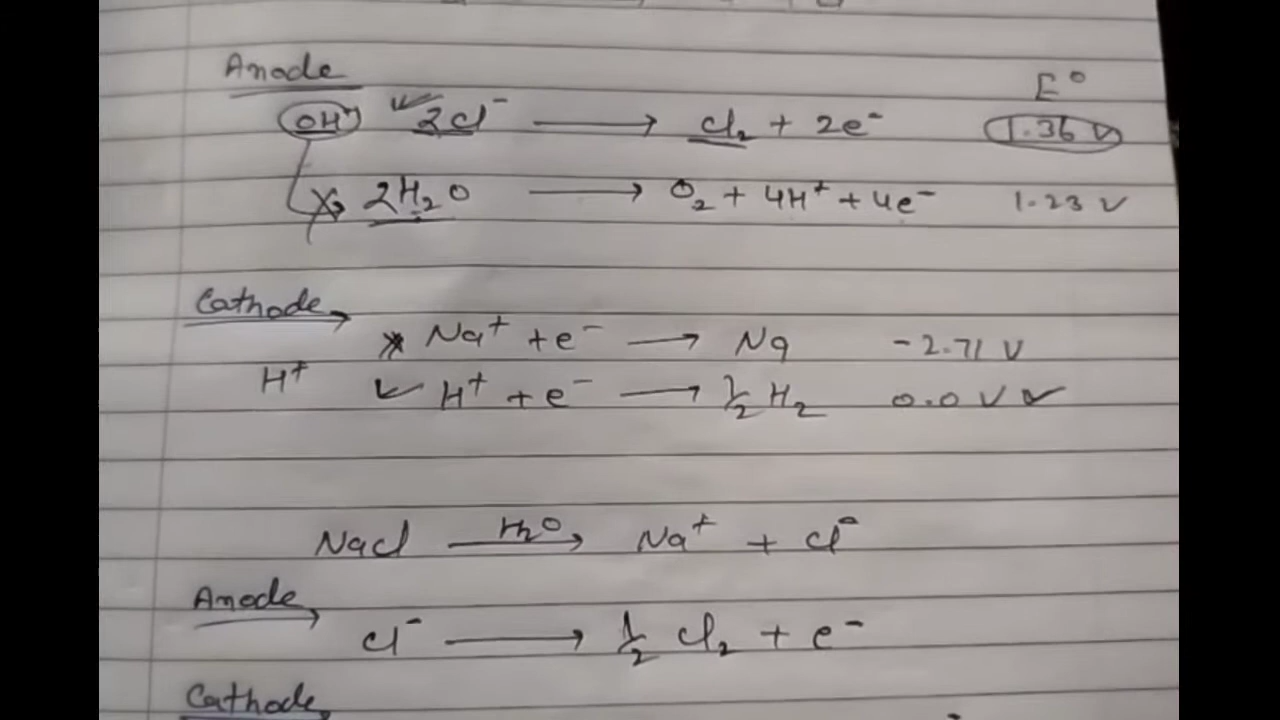 Anode
E°
OH⁻ 2Cl⁻ ⟶ Cl₂ + 2e⁻ 1.36 V
2H₂O ⟶ O₂ + 4H⁺ + 4e⁻ 1.23 V
Cathode
Na⁺ + e⁻ ⟶ Na -2.71 V
H⁺ H⁺ + e⁻ ⟶ ½ H₂ 0.0 V
NaCl ⟶ H₂O Na⁺ + Cl⁻
Anode
Cl⁻ ⟶ ½ Cl₂ + e⁻
Cathode